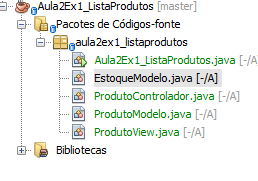 Aula2Ex1_ListaProdutos [master]
Pacotes de Códigos-fonte
aula2ex1_listaprodutos
Aula2Ex1_ListaProdutos.java [-/A]
EstoqueModelo.java [-/A]
ProdutoControlador.java [-/A]
ProdutoModelo.java [-/A]
ProdutoView.java [-/A]
Bibliotecas